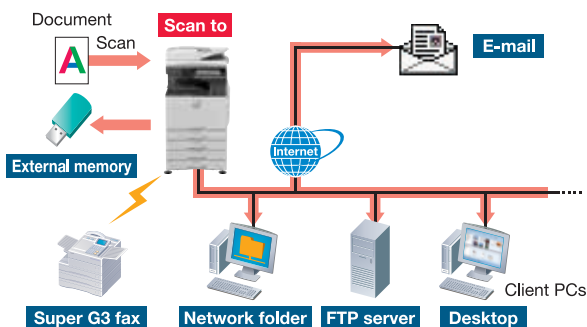 Document
Scan
Scan to
A
E-mail
Internet
External memory
Client PCs
Super G3 fax
Network folder
FTP server
Desktop